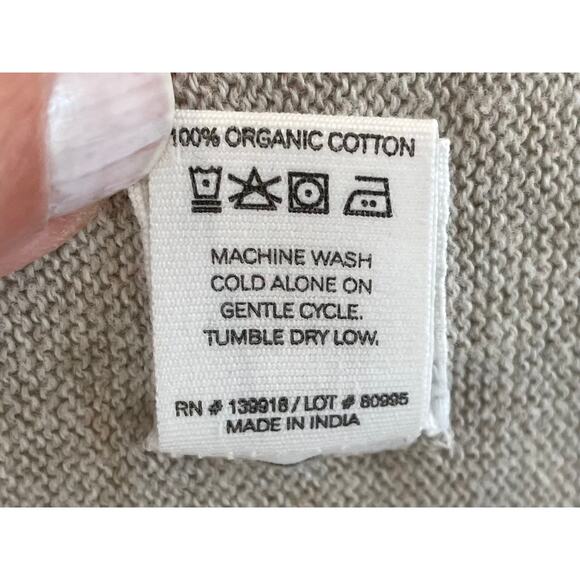 100% ORGANIC COTTON
MACHINE WASH
COLD ALONE ON
GENTLE CYCLE.
TUMBLE DRY LOW.
RN # 139918 / LOT # 80995
MADE IN INDIA